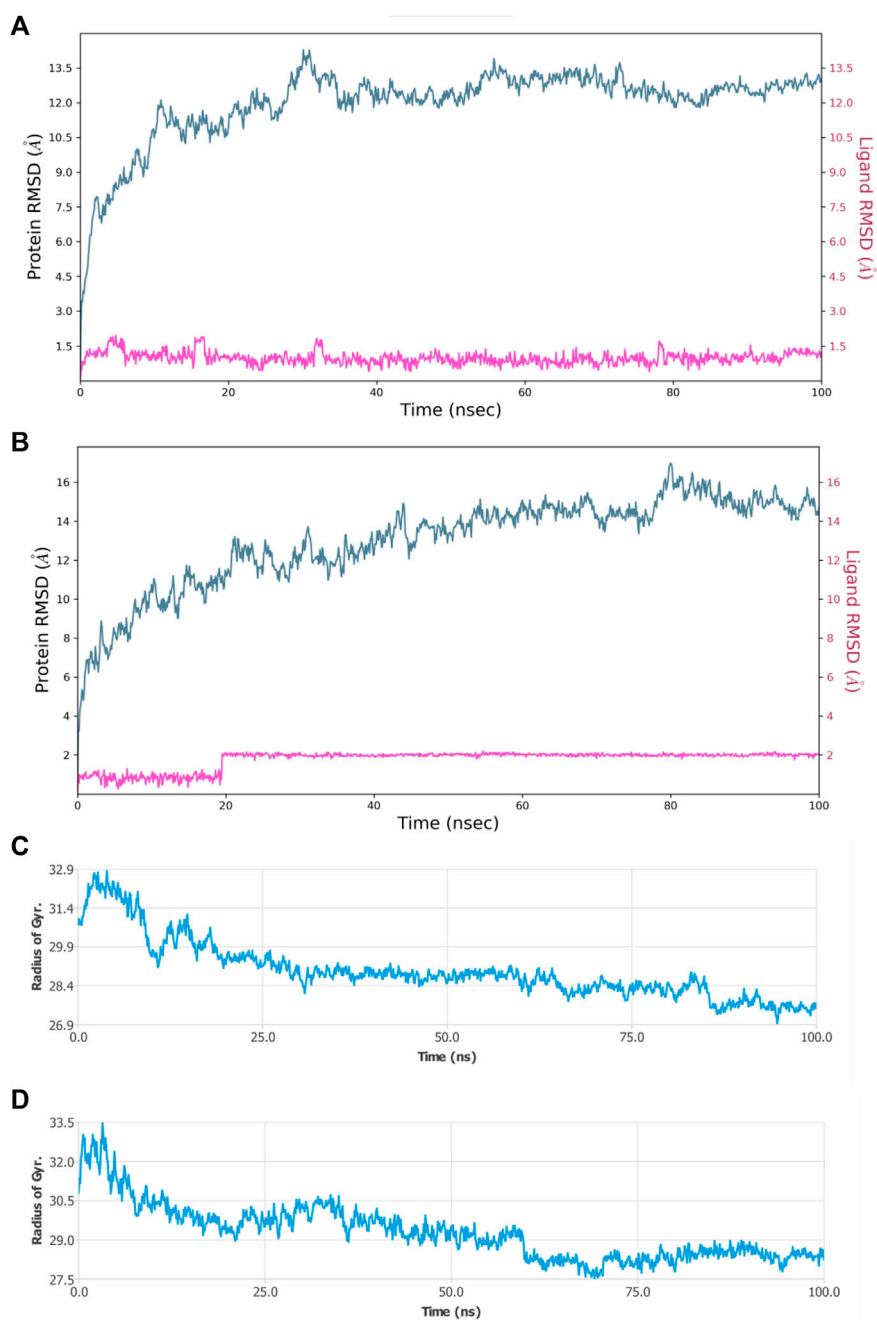 A
13.5
12.0
10.5
9.0
7.5
6.0
4.5
3.0
1.5
Protein RMSD (Å)
13.5
12.0
10.5
9.0
7.5
6.0
4.5
3.0
1.5
Ligand RMSD (Å)
0 20 40 60 80 100
Time (nsec)
B
16
14
12
10
8
6
4
2
Protein RMSD (Å)
16
14
12
10
8
6
4
2
Ligand RMSD (Å)
0 20 40 60 80 100
Time (nsec)
C
32.9
31.4
29.9
28.4
26.9
Radius of Gyr.
0.0 25.0 50.0 75.0 100.0
Time (ns)
D
33.5
32.0
30.5
29.0
27.5
Radius of Gyr.
0.0 25.0 50.0 75.0 100.0
Time (ns)